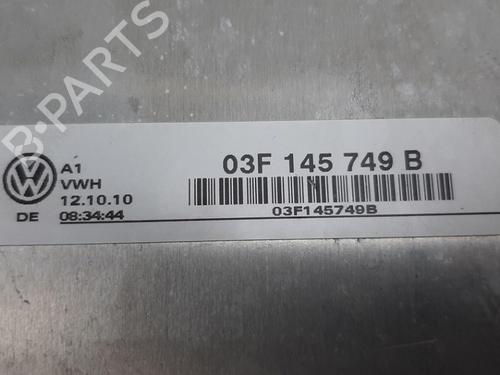 B-PARTS
03F 145 749 B
A1
VWH
12.10.10
DE 08:34:44
03F145749B